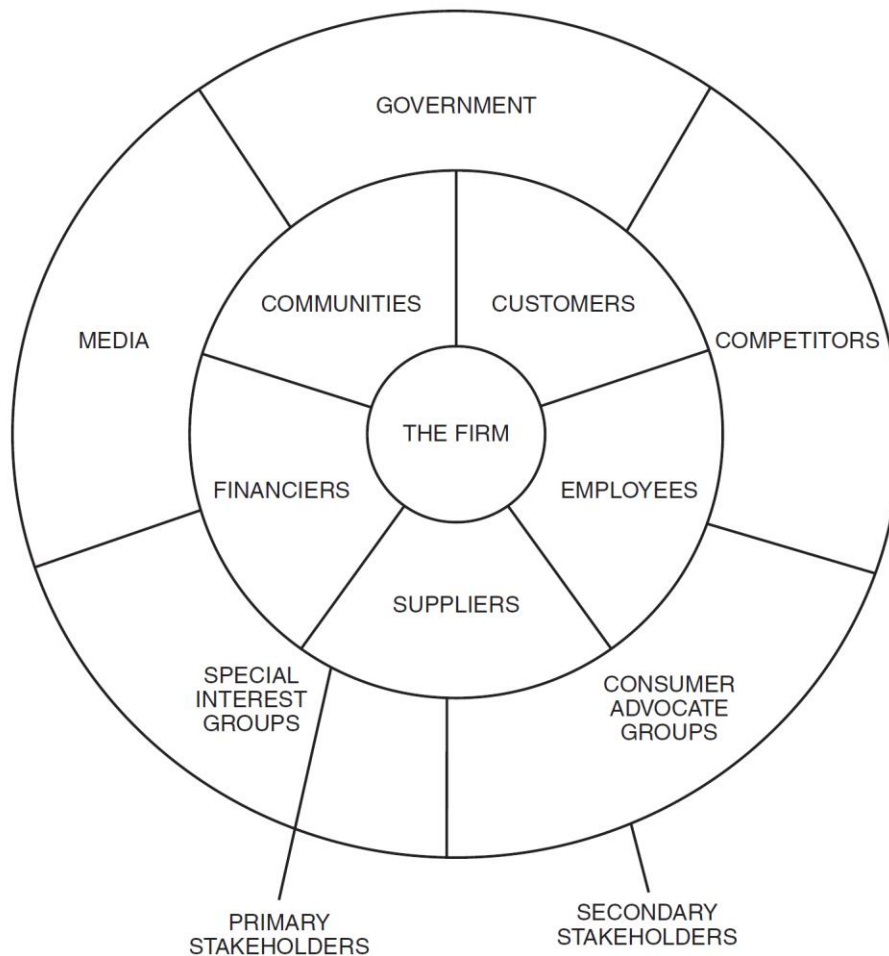 GOVERNMENT
COMMUNITIES
CUSTOMERS
MEDIA
COMPETITORS
THE FIRM
FINANCIERS
EMPLOYEES
SUPPLIERS
SPECIAL
INTEREST
GROUPS
CONSUMER
ADVOCATE
GROUPS
PRIMARY
STAKEHOLDERS
SECONDARY
STAKEHOLDERS